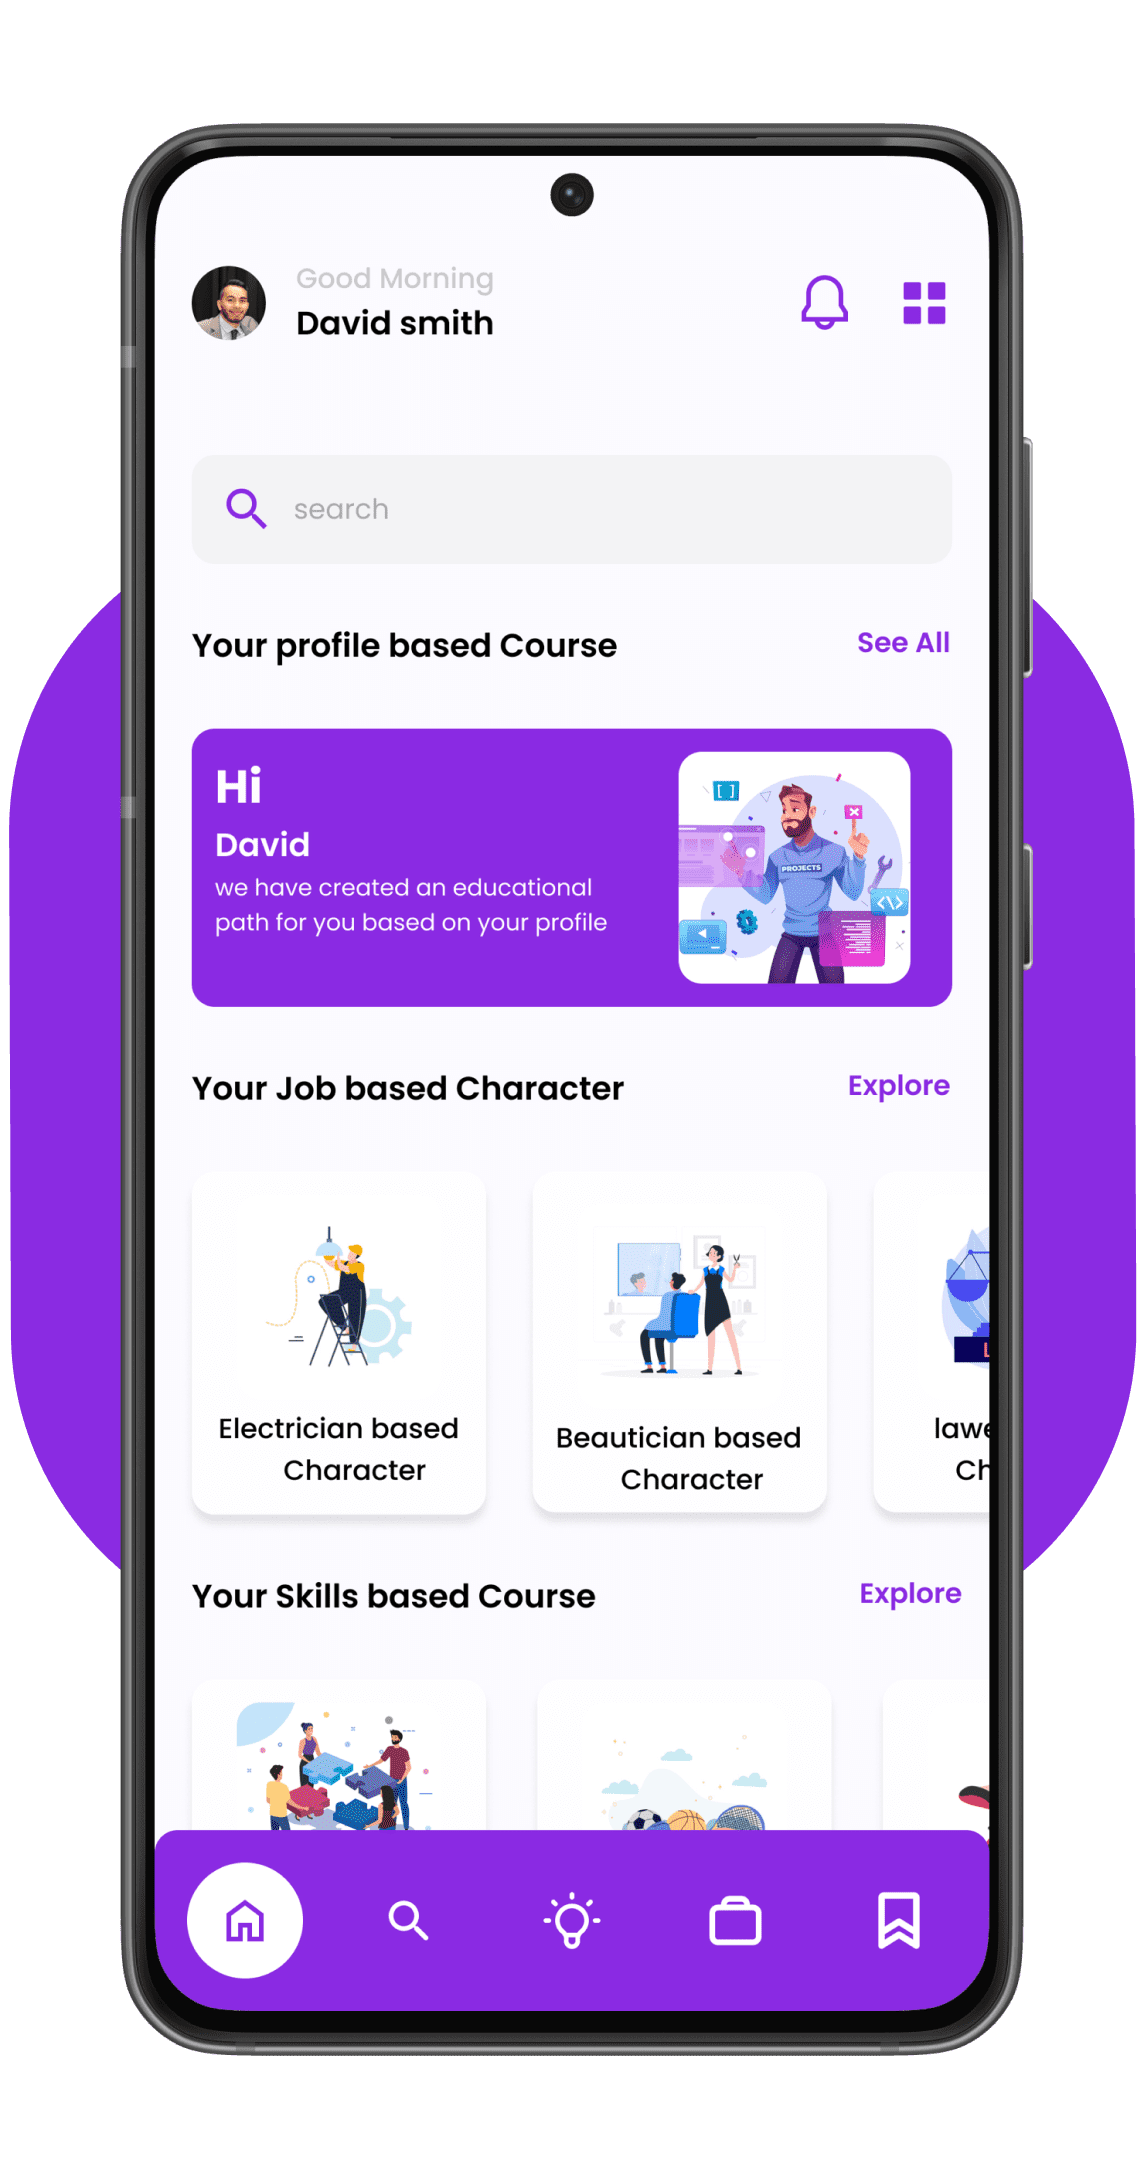 Good Morning
David smith
search
Your profile based Course
See All
Hi
David
we have created an educational
path for you based on your profile
PROJECTS
Your Job based Character
Explore
Electrician based
Character
Beautician based
Character
lawe
Ch
Your Skills based Course
Explore